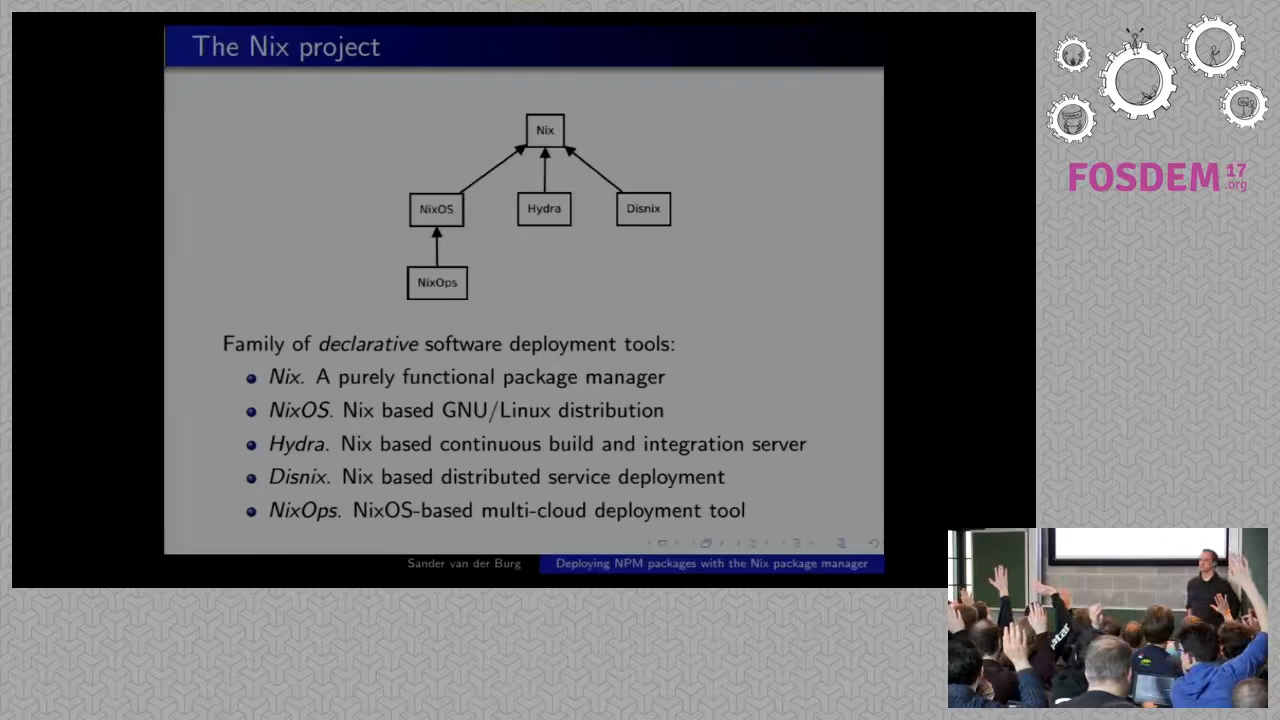 The Nix project
Nix
NixOS
Hydra
Disnix
NixOps
Family of declarative software deployment tools:
Nix. A purely functional package manager
NixOS. Nix based GNU/Linux distribution
Hydra. Nix based continuous build and integration server
Disnix. Nix based distributed service deployment
NixOps. NixOS-based multi-cloud deployment tool
Sander van der Burg
Deploying NPM packages with the Nix package manager
FOSDEM 17
.org